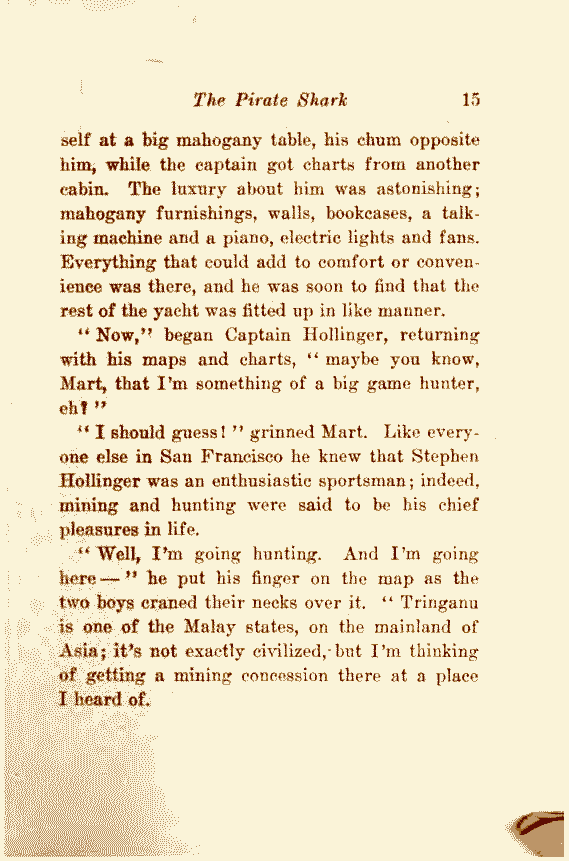 The Pirate Shark 15
self at a big mahogany table, his chum opposite
him, while the captain got charts from another
cabin. The luxury about him was astonishing;
mahogany furnishings, walls, bookcases, a talk-
ing machine and a piano, electric lights and fans.
Everything that could add to comfort or conven-
ience was there, and he was soon to find that the
rest of the yacht was fitted up in like manner.
“ Now,” began Captain Hollinger, returning
with his maps and charts, “ maybe you know,
Mart, that I’m something of a big game hunter,
eh? ”
“ I should guess! ” grinned Mart. Like every-
one else in San Francisco he knew that Stephen
Hollinger was an enthusiastic sportsman; indeed,
mining and hunting were said to be his chief
pleasures in life.
“ Well, I’m going hunting. And I’m going
here— ” he put his finger on the map as the
two boys craned their necks over it. “ Tringanu
is one of the Malay states, on the mainland of
Asia; it’s not exactly civilized, but I’m thinking
of getting a mining concession there at a place
I heard of.